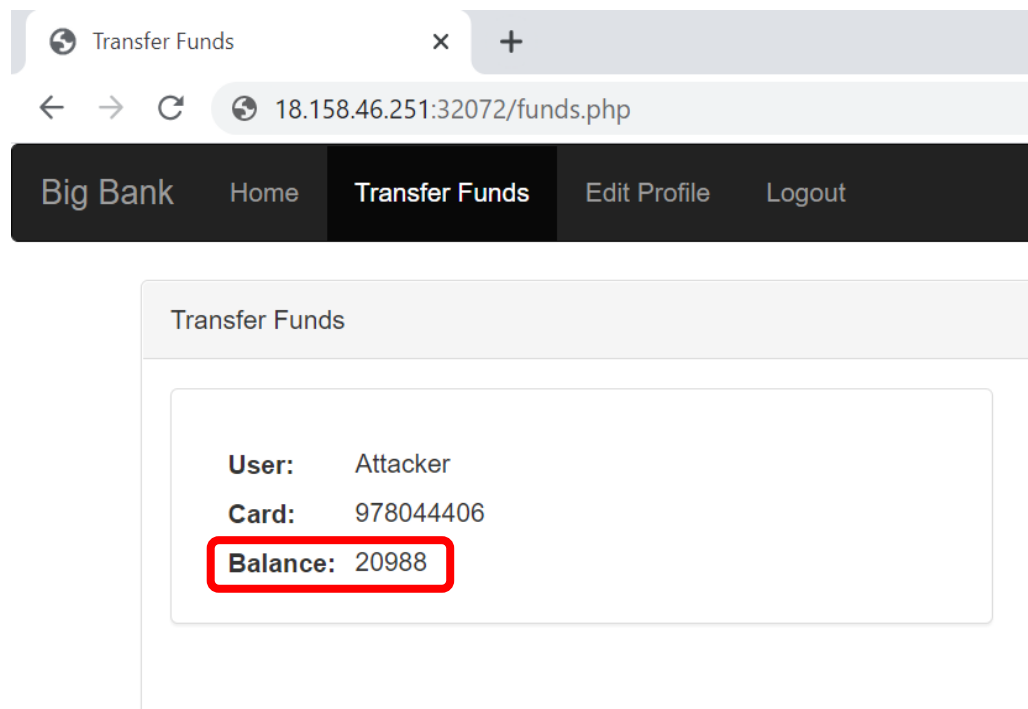 Transfer Funds
18.158.46.251:32072/funds.php
Big Bank Home Transfer Funds Edit Profile Logout
Transfer Funds
User: Attacker
Card: 978044406
Balance: 20988